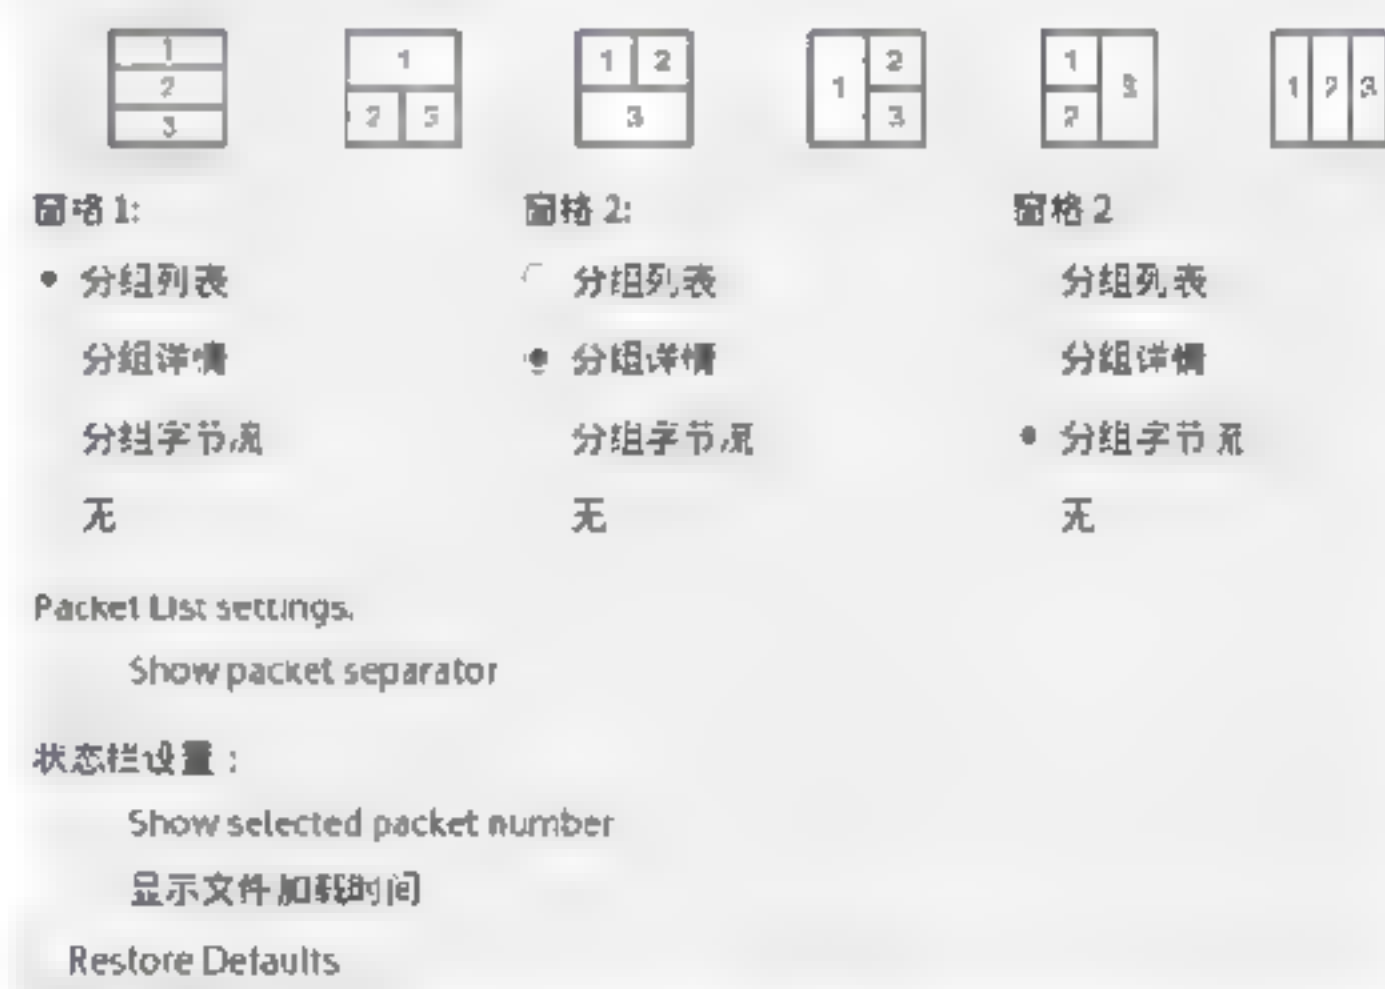 1 2 3
1 2 3
1 2 3
1 2 3
1 2
1 2 3
窗格 1: 窗格 2: 窗格 2
分组列表 分组列表 分组列表
分组详情 分组详情 分组详情
分组字节流 分组字节流 分组字节流
无 无 无
Packet List settings.
Show packet separator
状态栏设置：
Show selected packet number
显示文件加载时间
Restore Defaults